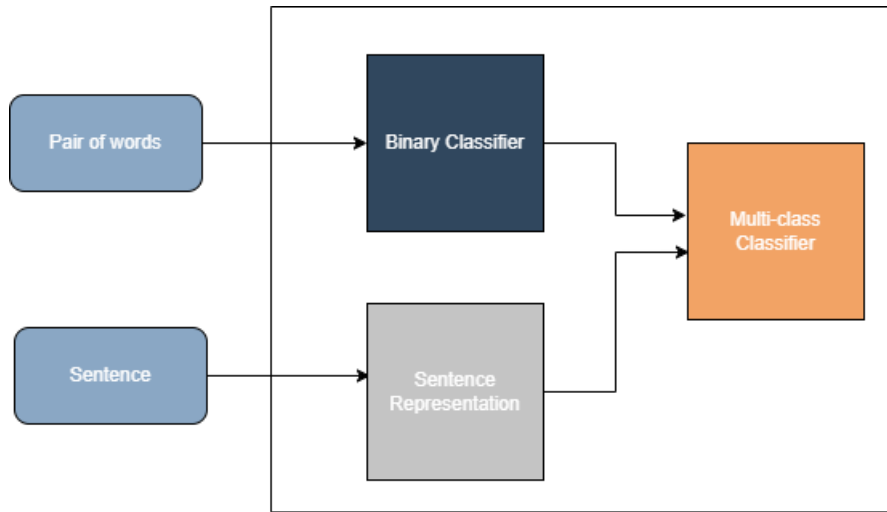 Pair of words
Binary Classifier
Multi-class
Classifier
Sentence
Sentence
Representation